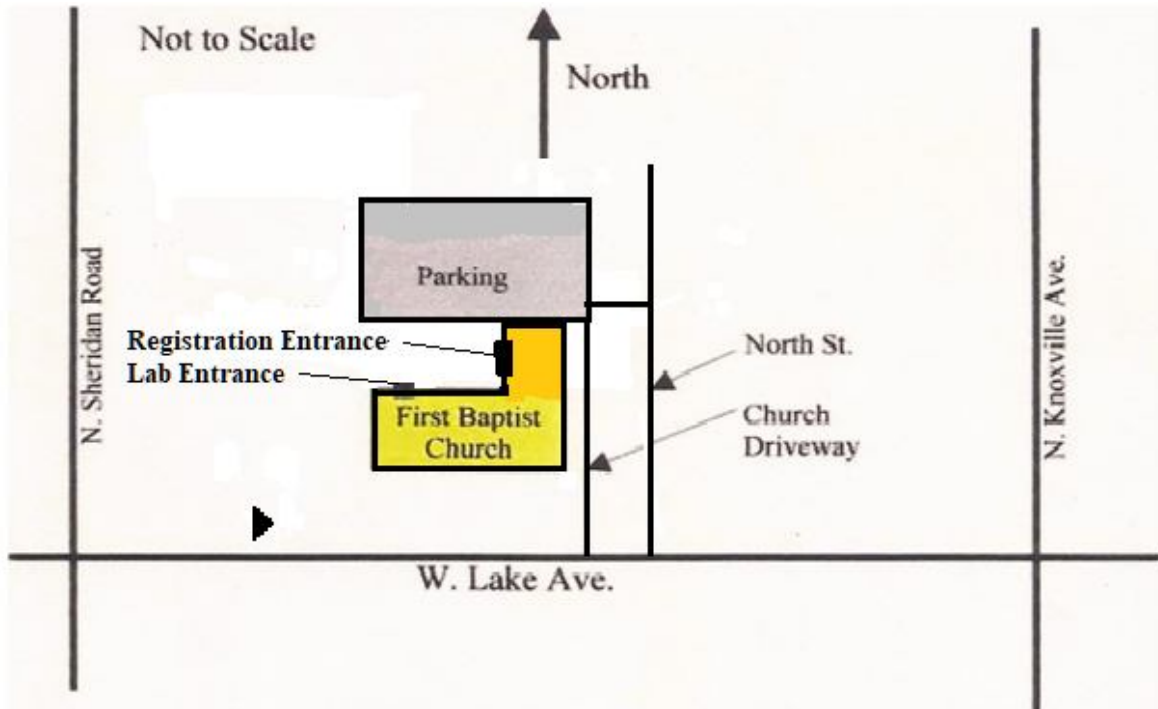 Not to Scale
North
N. Sheridan Road
Parking
Registration Entrance
Lab Entrance
First Baptist
Church
North St.
Church
Driveway
N. Knoxville Ave.
W. Lake Ave.